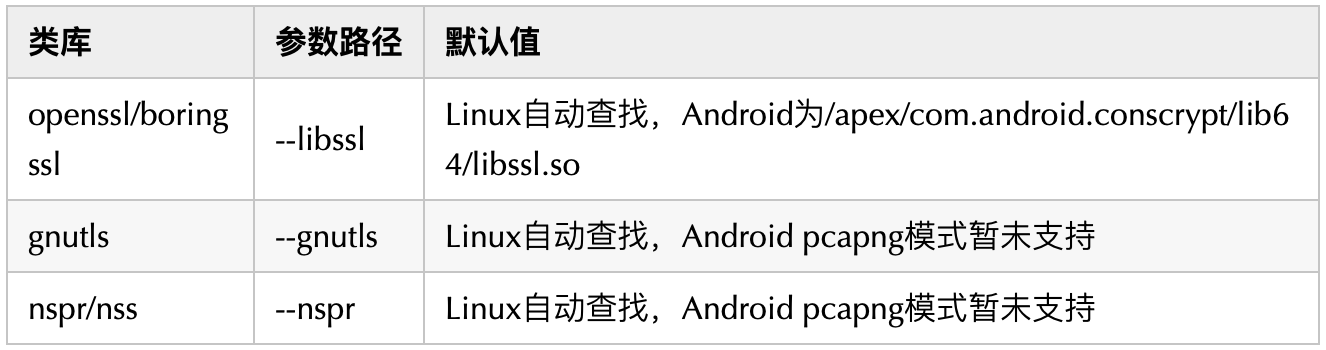 类库 参数路径 默认值
openssl/boring
ssl
--libssl
Linux自动查找，Android为/apex/com.android.conscrypt/lib6
4/libssl.so
gnutls --gnutls Linux自动查找，Android pcapng模式暂未支持
nspr/nss --nspr Linux自动查找，Android pcapng模式暂未支持